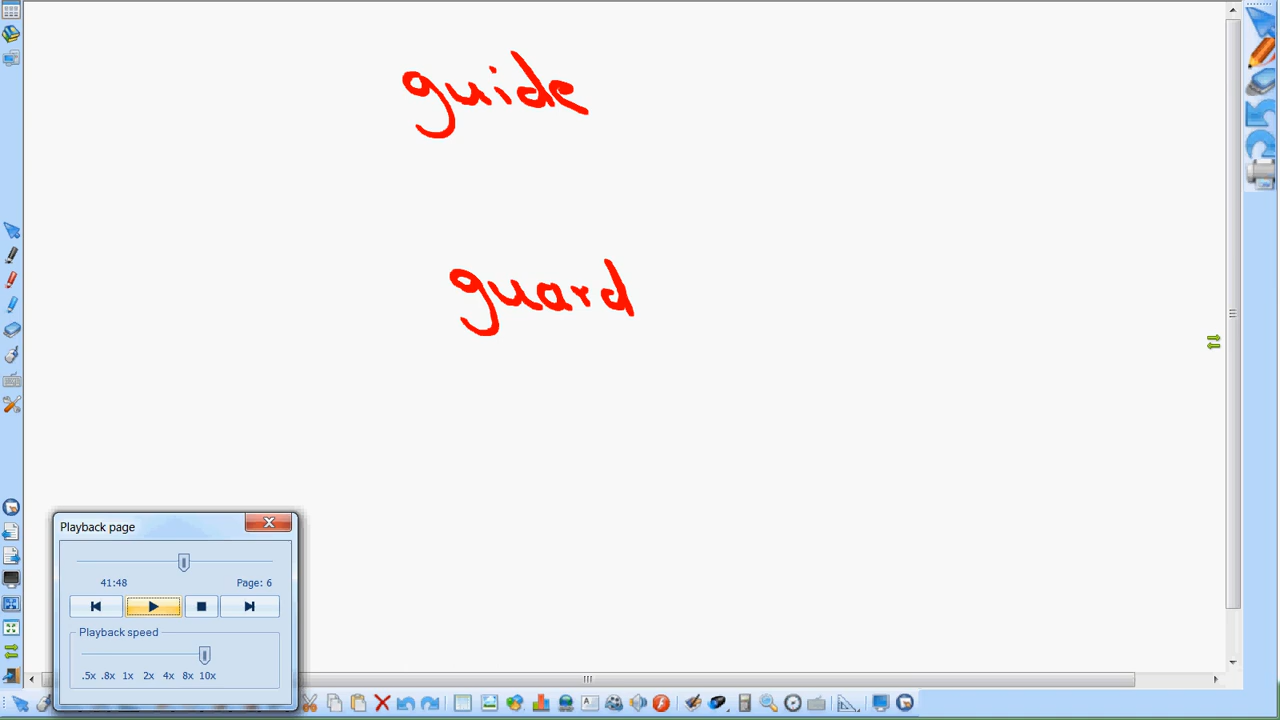 guide
guard
Playback page
41:48 Page: 6
Playback speed
.5x .8x 1x 2x 4x 8x 10x